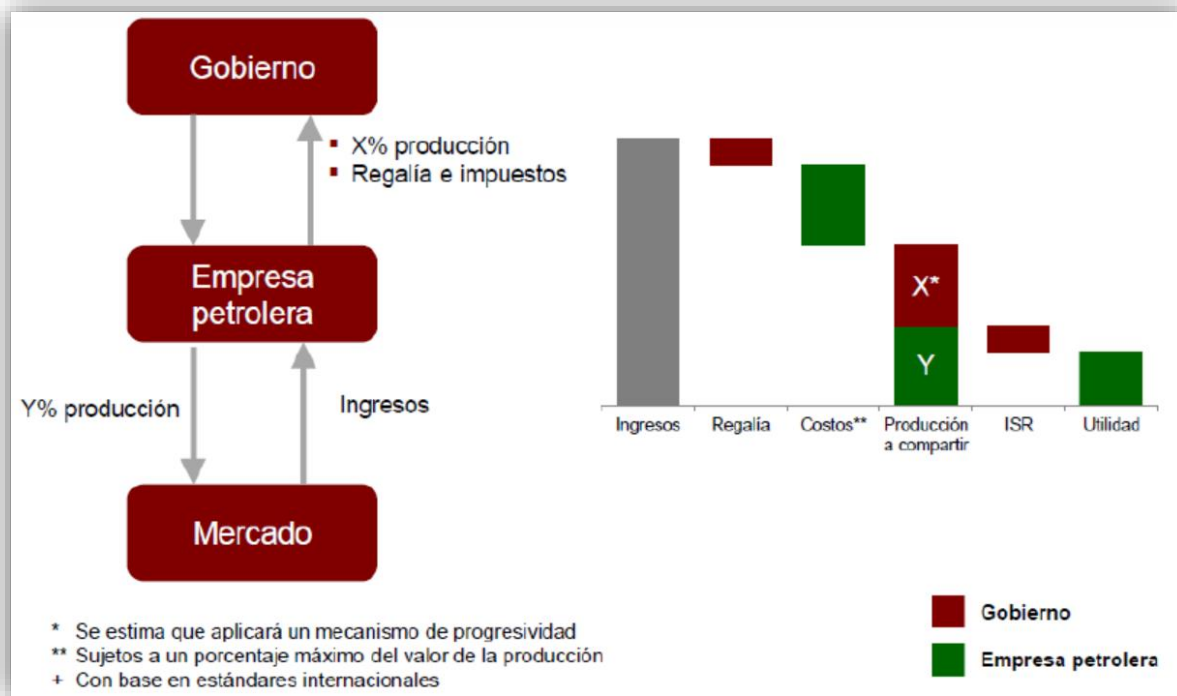 Gobierno
▪ X% producción
▪ Regalía e impuestos
Empresa
petrolera
Y% producción
Ingresos
Mercado
X*
Y
Ingresos
Regalía
Costos**
Producción
a compartir
ISR
Utilidad
* Se estima que aplicará un mecanismo de progresividad
** Sujetos a un porcentaje máximo del valor de la producción
+ Con base en estándares internacionales
Gobierno
Empresa petrolera